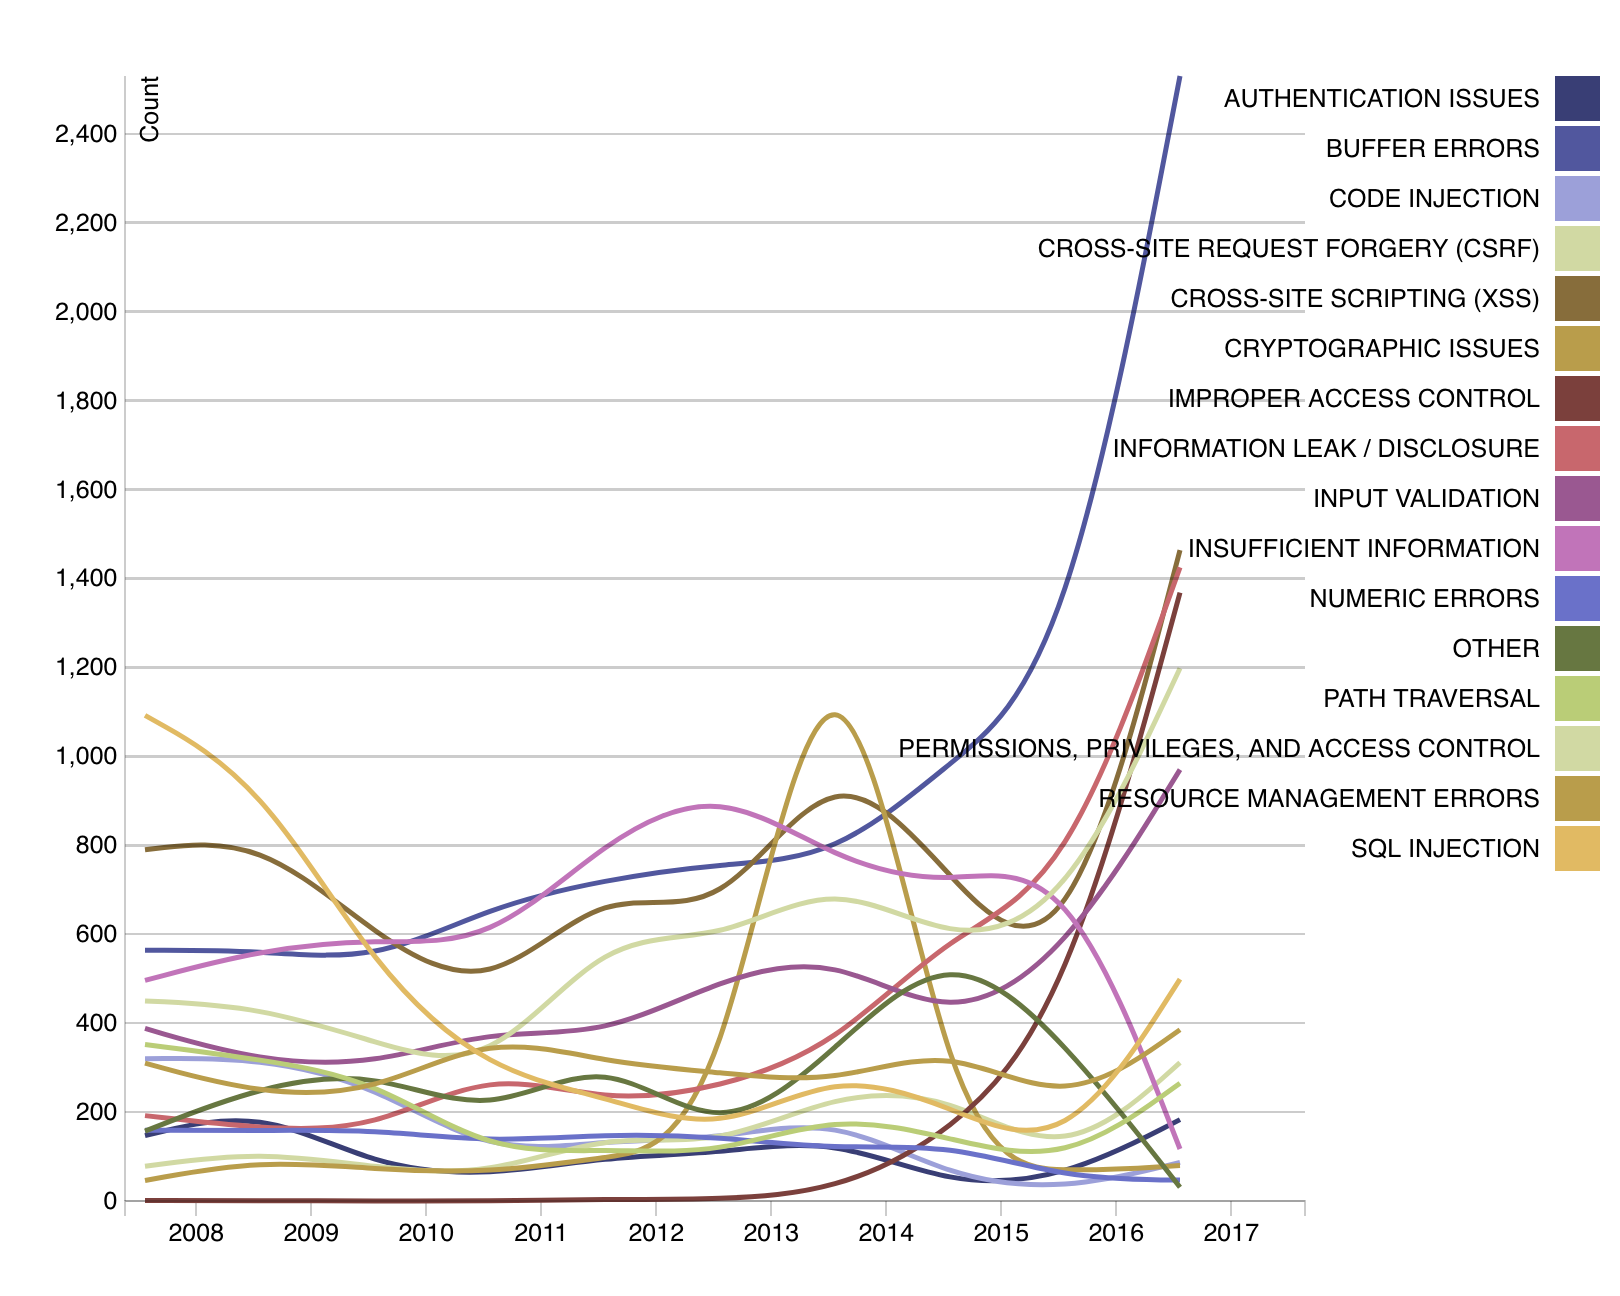 Count
2,400
2,200
2,000
1,800
1,600
1,400
1,200
1,000
800
600
400
200
0
2008
2009
2010
2011
2012
2013
2014
2015
2016
2017
AUTHENTICATION ISSUES
BUFFER ERRORS
CODE INJECTION
CROSS-SITE REQUEST FORGERY (CSRF)
CROSS-SITE SCRIPTING (XSS)
CRYPTOGRAPHIC ISSUES
IMPROPER ACCESS CONTROL
INFORMATION LEAK / DISCLOSURE
INPUT VALIDATION
INSUFFICIENT INFORMATION
NUMERIC ERRORS
OTHER
PATH TRAVERSAL
PERMISSIONS, PRIVILEGES, AND ACCESS CONTROL
RESOURCE MANAGEMENT ERRORS
SQL INJECTION